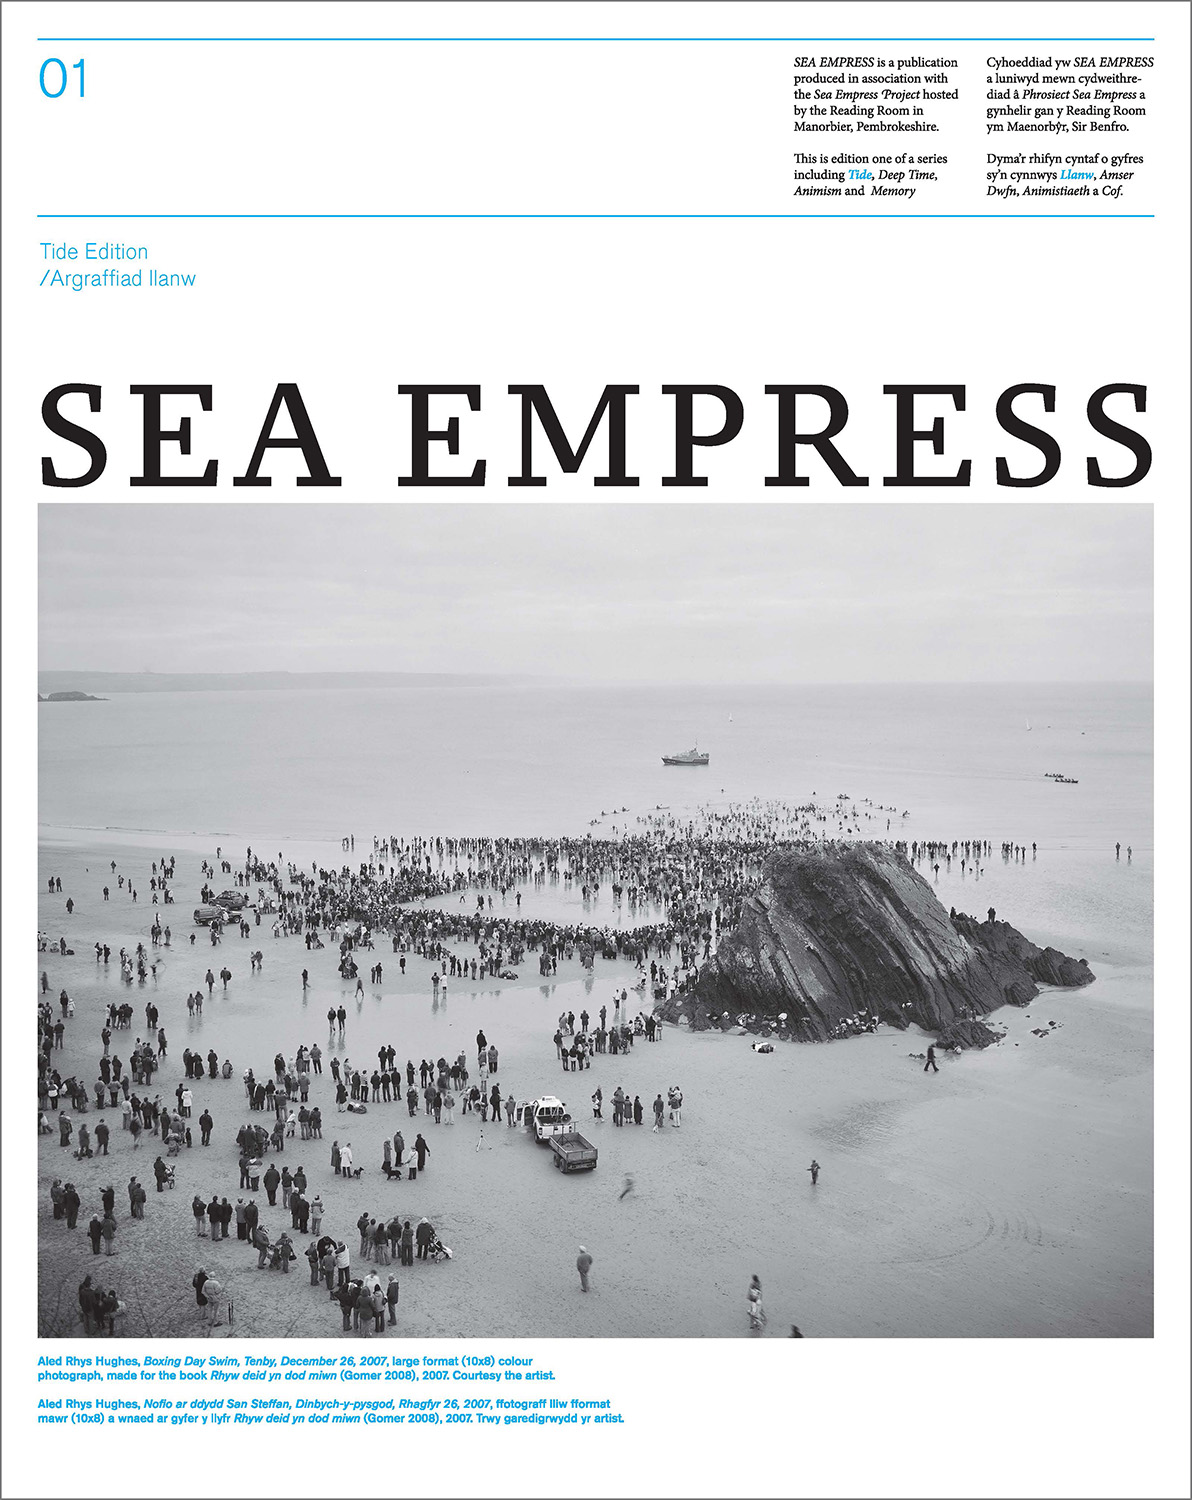 01
SEA EMPRESS is a publication
produced in association with
the Sea Empress Project hosted
by the Reading Room in
Manorbier, Pembrokeshire.
This is edition one of a series
including Tide, Deep Time,
Animism and Memory
Cyhoeddiad yw SEA EMPRESS
a luniwyd mewn cydweithre-
diad â Phrosiect Sea Empress a
gynhelir gan y Reading Room
ym Maenorbŷr, Sir Benfro.
Dyma'r rhifyn cyntaf o gyfres
sy'n cynnwys Llanw, Amser
Dwfn, Animistiaeth a Cof.
Tide Edition
/Argraffiad llanw
SEA EMPRESS
Aled Rhys Hughes, Boxing Day Swim, Tenby, December 26, 2007, large format (10x8) colour
photograph, made for the book Rhyw deid yn dod miwn (Gomer 2008), 2007. Courtesy the artist.
Aled Rhys Hughes, Nofio ar ddydd San Steffan, Dinbych-y-pysgod, Rhagfyr 26, 2007, ffotograff lliw fformat
mawr (10x8) a wnaed ar gyfer y llyfr Rhyw deid yn dod miwn (Gomer 2008), 2007. Trwy garedigrwydd yr artist.